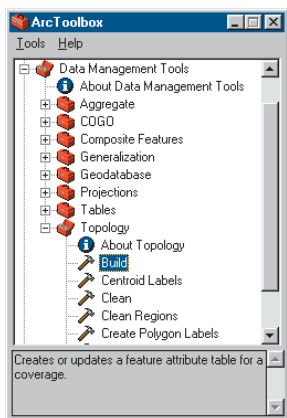 ArcToolbox
Tools Help
Data Management Tools
About Data Management Tools
Aggregate
COGO
Composite Features
Generalization
Geodatabase
Projections
Tables
Topology
About Topology
Build
Centroid Labels
Clean
Clean Regions
Create Polygon Labels
Creates or updates a feature attribute table for a
coverage.